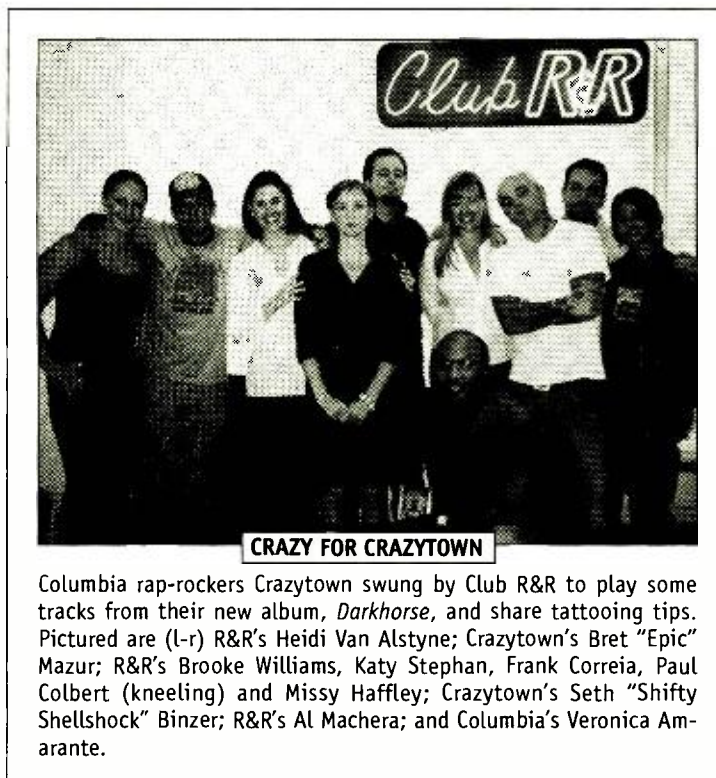 Club R&R
CRAZY FOR CRAZYTOWN
Columbia rap-rockers Crazytown swung by Club R&R to play some
tracks from their new album, Darkhorse, and share tattooing tips.
Pictured are (l-r) R&R's Heidi Van Alstyne; Crazytown's Bret "Epic"
Mazur; R&R's Brooke Williams, Katy Stephan, Frank Correia, Paul
Colbert (kneeling) and Missy Haffley; Crazytown's Seth "Shifty
Shellshock" Binzer; R&R's Al Machera; and Columbia's Veronica Am-
arante.